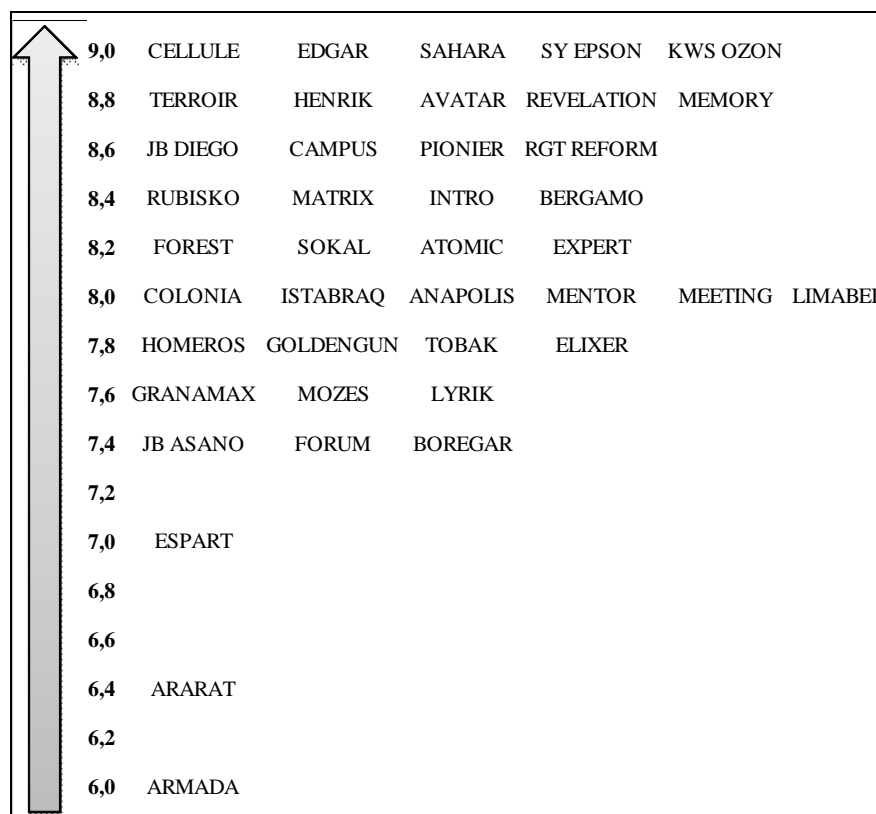 9,0 CELLULE EDGAR SAHARA SY EPSON KWS OZON
8,8 TERROIR HENRIK AVATAR REVELATION MEMORY
8,6 JB DIEGO CAMPUS PIONIER RGT REFORM
8,4 RUBISKO MATRIX INTRO BERGAMO
8,2 FOREST SOKAL ATOMIC EXPERT
8,0 COLONIA ISTABRAQ ANAPOLIS MENTOR MEETING
7,8 HOMEROS GOLDENGUN TOBAK ELIXER
7,6 GRANAMAX MOZES LYRIK
7,4 JB ASANO FORUM BOREGAR
7,2
7,0 ESPART
6,8
6,6
6,4 ARARAT
6,2
6,0 ARMADA